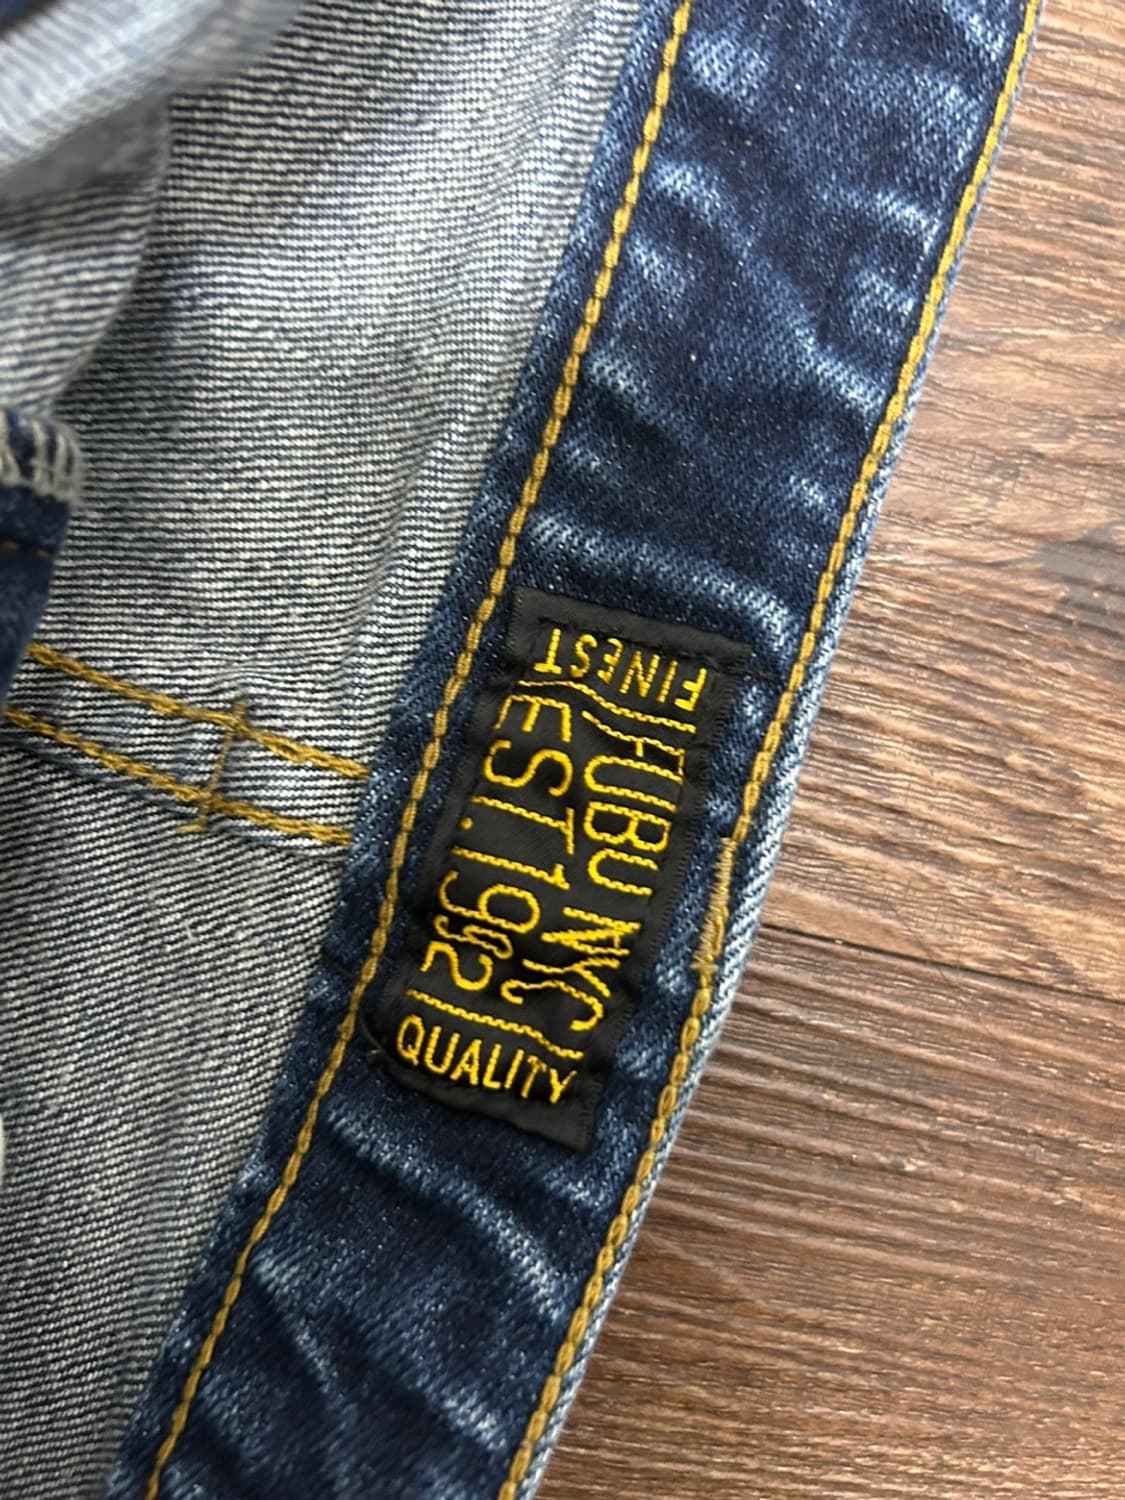 FINEST
FUBU NYC
EST. 1992
QUALITY